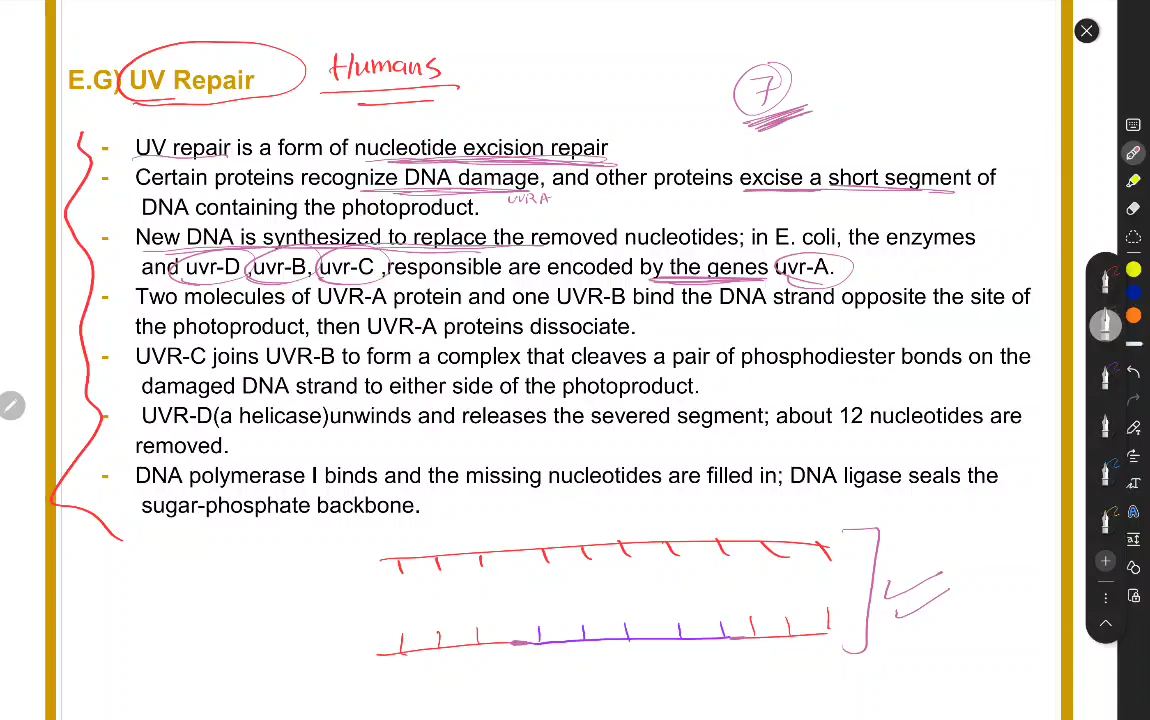 E.G) UV Repair Humans
7
- UV repair is a form of nucleotide excision repair
- Certain proteins recognize DNA damage, and other proteins excise a short segment of
UVRA
DNA containing the photoproduct.
- New DNA is synthesized to replace the removed nucleotides; in E. coli, the enzymes
and uvr-D, uvr-B, uvr-C ,responsible are encoded by the genes uvr-A.
- Two molecules of UVR-A protein and one UVR-B bind the DNA strand opposite the site of
the photoproduct, then UVR-A proteins dissociate.
- UVR-C joins UVR-B to form a complex that cleaves a pair of phosphodiester bonds on the
damaged DNA strand to either side of the photoproduct.
- UVR-D(a helicase)unwinds and releases the severed segment; about 12 nucleotides are
removed.
- DNA polymerase I binds and the missing nucleotides are filled in; DNA ligase seals the
sugar-phosphate backbone.